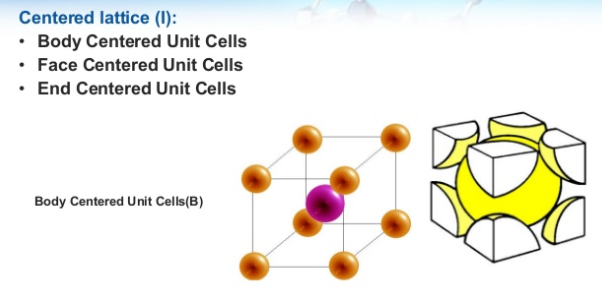 Centered lattice (I):
• Body Centered Unit Cells
• Face Centered Unit Cells
• End Centered Unit Cells
Body Centered Unit Cells(B)